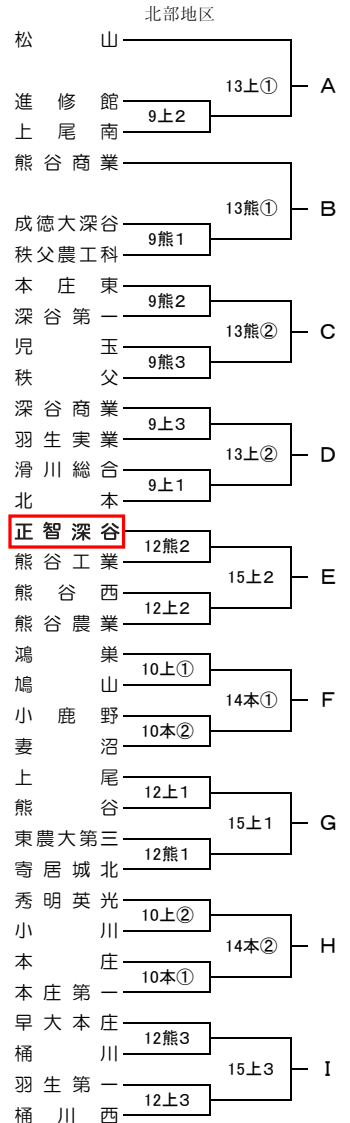 北部地区
松山
13上①
A
進修館
9上2
上尾南
熊谷商業
13熊①
B
成徳大深谷
9熊1
秩父農工科
本庄東
9熊2
深谷第一
13熊②
C
児玉
9熊3
秩父
深谷商業
9上3
羽生実業
13上②
D
滑川総合
9上1
北本
正智深谷
12熊2
熊谷工業
15上2
E
熊谷西
12上2
熊谷農業
鴻巣
10上①
鳩山
14本①
F
小鹿野
10本②
妻沼
上尾
12上1
熊谷
15上1
G
東農大第三
12熊1
寄居城北
秀明英光
10上②
小川
14本②
H
本庄
10本①
本庄第一
早大本庄
12熊3
桶川
15上3
I
羽生第一
12上3
桶川西